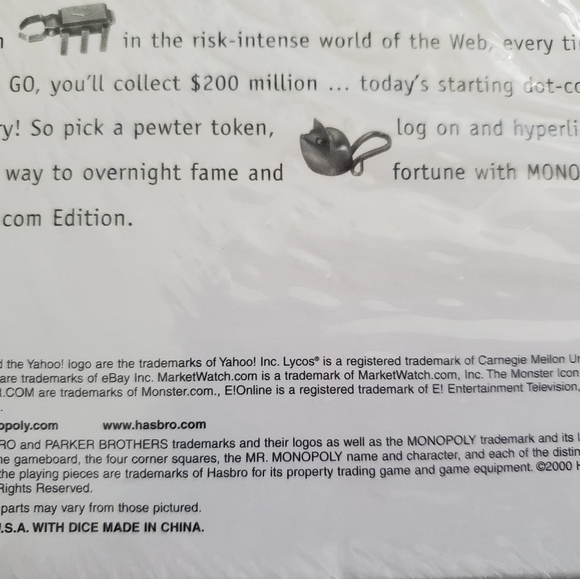 in the risk-intense world of the Web, every ti
GO, you'll collect $200 million ... today's starting dot-co
ry! So pick a pewter token, log on and hyperli
way to overnight fame and fortune with MONO
com Edition.
d the Yahoo! logo are the trademarks of Yahoo! Inc. Lycos® is a registered trademark of Carnegie Mellon Un
are trademarks of eBay Inc. MarketWatch.com is a trademark of MarketWatch.com, Inc. The Monster Icon
.COM are trademarks of Monster.com., E!Online is a registered trademark of E! Entertainment Television,
opoly.com www.hasbro.com
RO and PARKER BROTHERS trademarks and their logos as well as the MONOPOLY trademark and its l
he gameboard, the four corner squares, the MR. MONOPOLY name and character, and each of the distin
the playing pieces are trademarks of Hasbro for its property trading game and game equipment. ©2000 H
Rights Reserved.
parts may vary from those pictured.
.S.A. WITH DICE MADE IN CHINA.